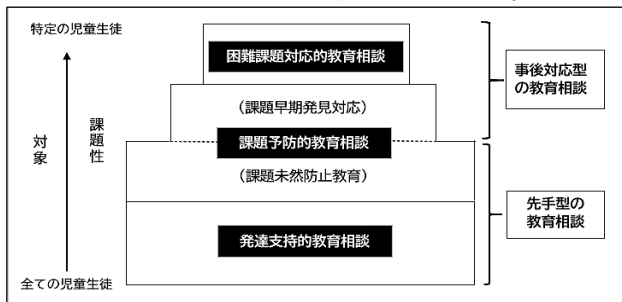 特定の児童生徒
困難課題対応的教育相談
事後対応型
の教育相談
(課題早期発見対応)
課題予防的教育相談
対象
課題性
(課題未然防止教育)
先手型の
教育相談
発達支持的教育相談
全ての児童生徒